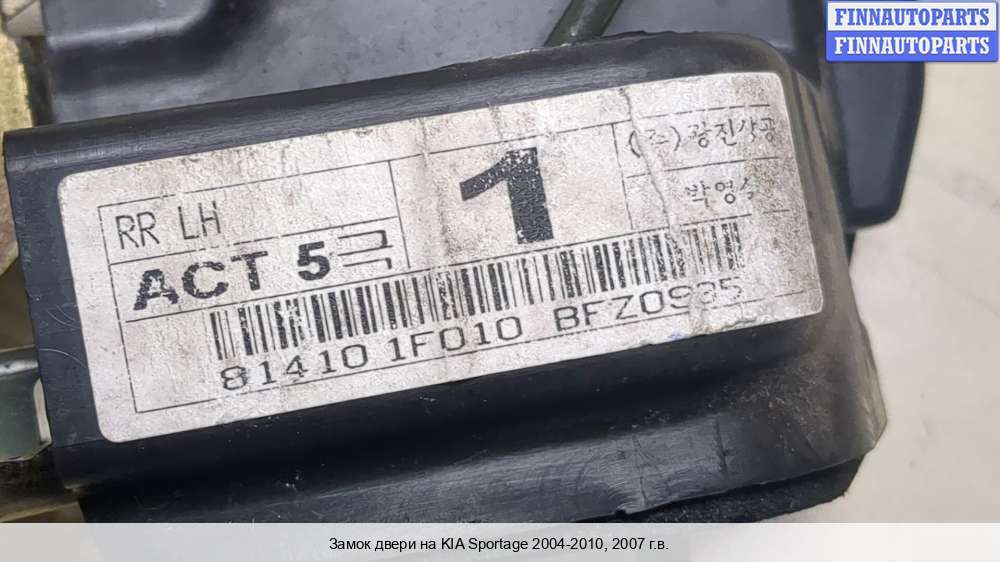 FINNAUTOPARTS
FINNAUTOPARTS
RR LH
1
(주) 광진상공
ACT 5극
박영
81410 1F010 BFZ0935
Замок двери на KIA Sportage 2004-2010, 2007 г.в.